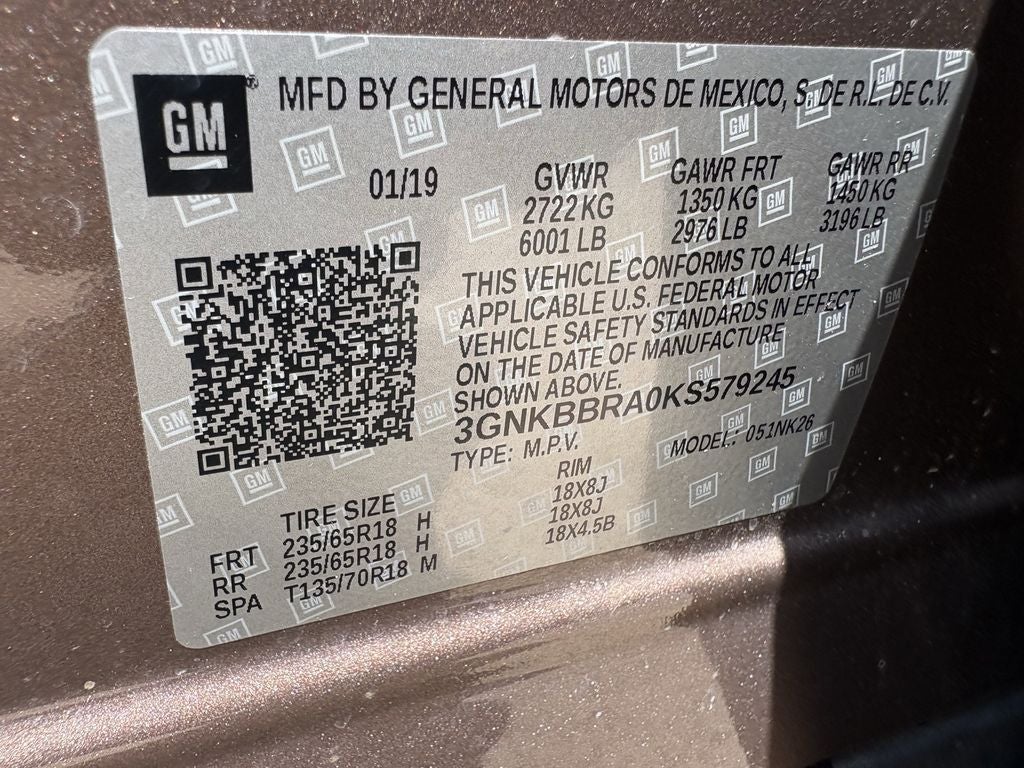 GM
MFD BY GENERAL MOTORS DE MEXICO, S. DE R.L. DE C.V.
01/19
GVWR
2722 KG
6001 LB
GAWR FRT
1350 KG
2976 LB
GAWR RR
1450 KG
3196 LB
THIS VEHICLE CONFORMS TO ALL
APPLICABLE U.S. FEDERAL MOTOR
VEHICLE SAFETY STANDARDS IN EFFECT
ON THE DATE OF MANUFACTURE
SHOWN ABOVE.
3GNKBBRA0KS579245
TYPE: M.P.V. MODEL: 051NK26
TIRE SIZE RIM
FRT 235/65R18 H 18X8J
RR 235/65R18 H 18X8J
SPA T135/70R18 M 18X4.5B